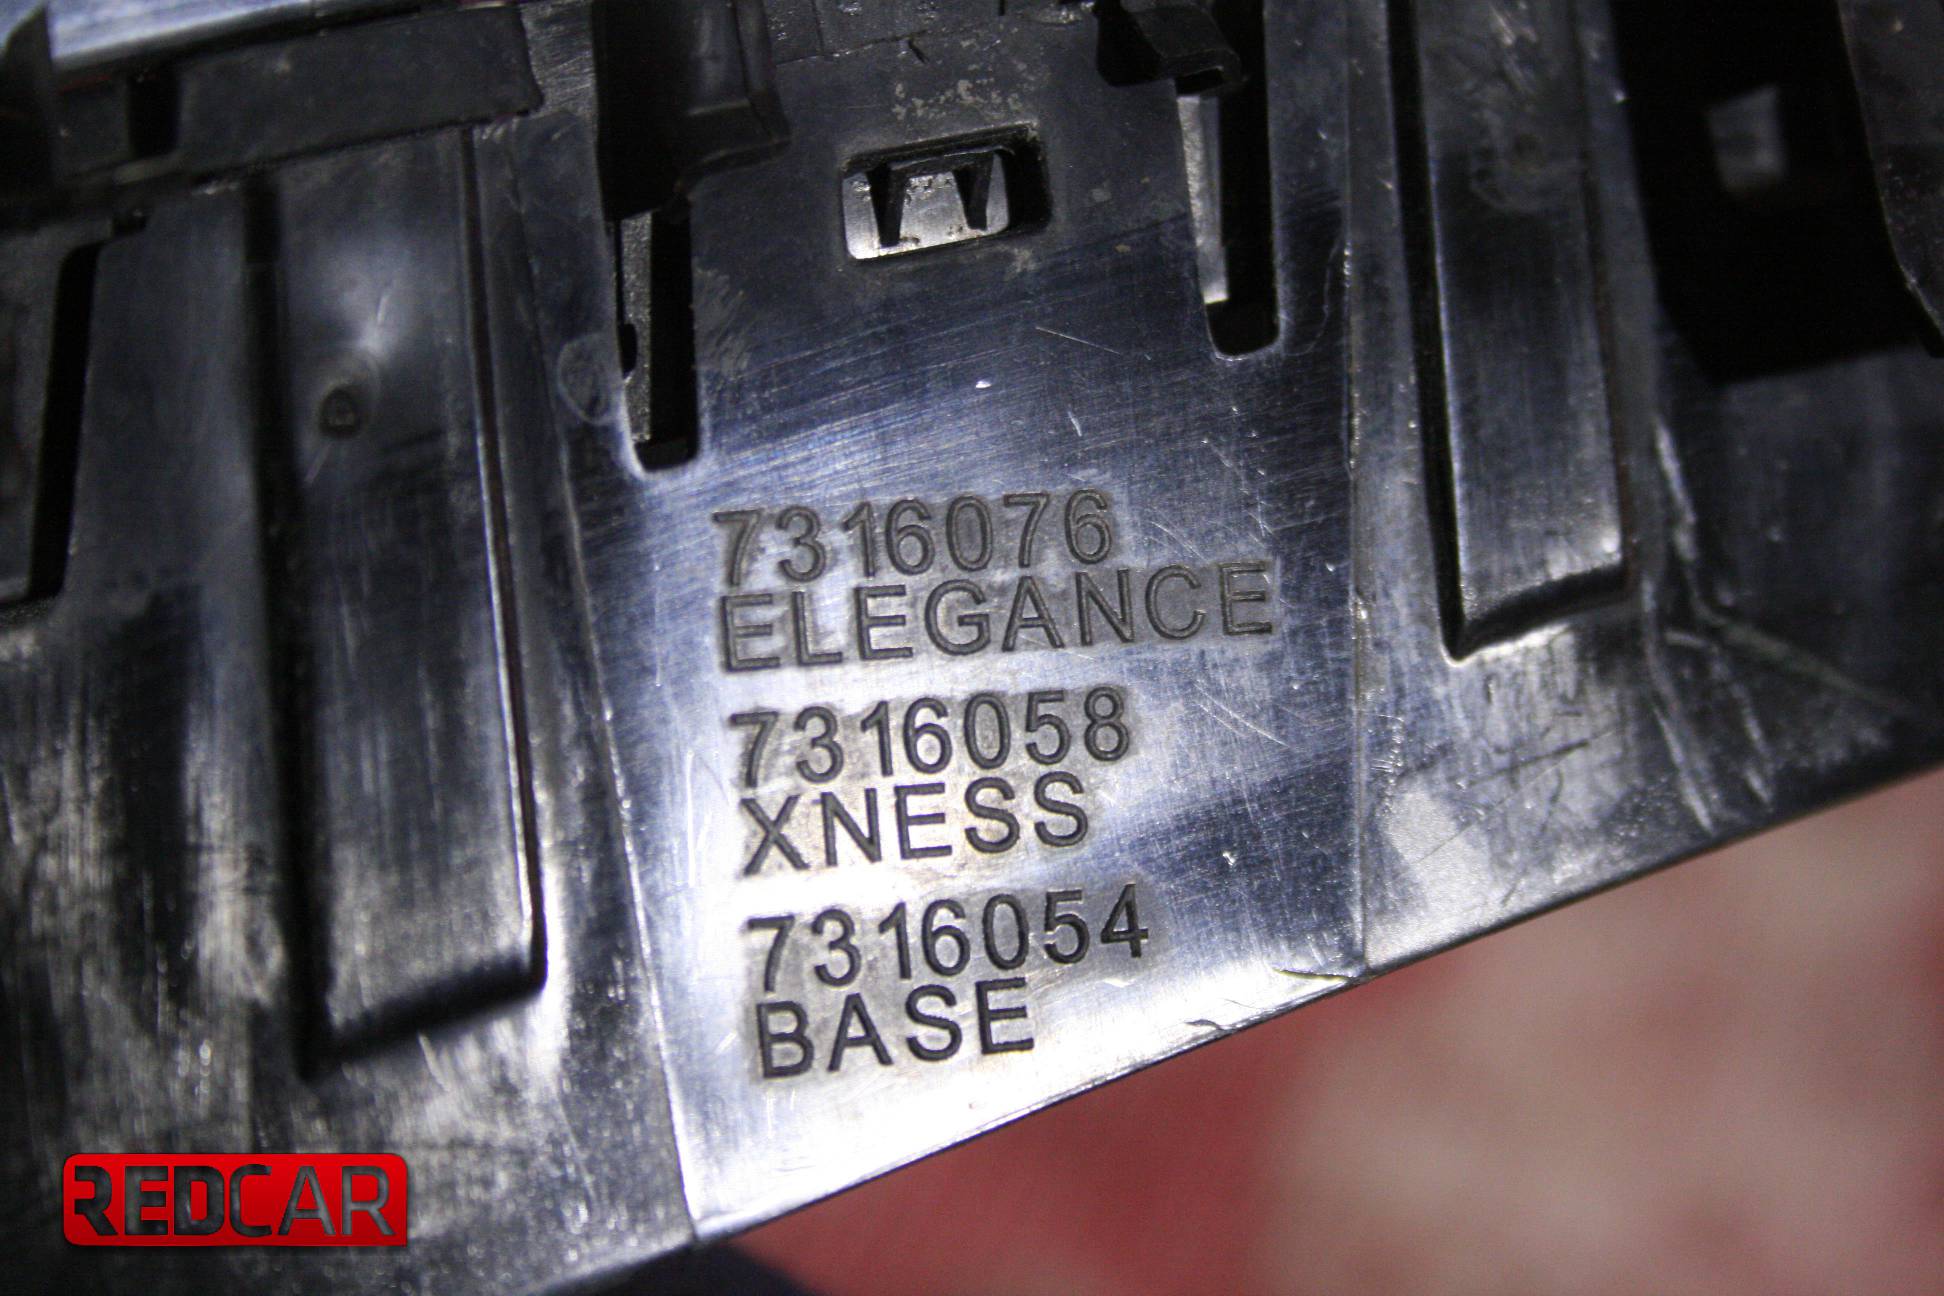 7316076
ELEGANCE
7316058
XNESS
7316054
BASE
REDCAR